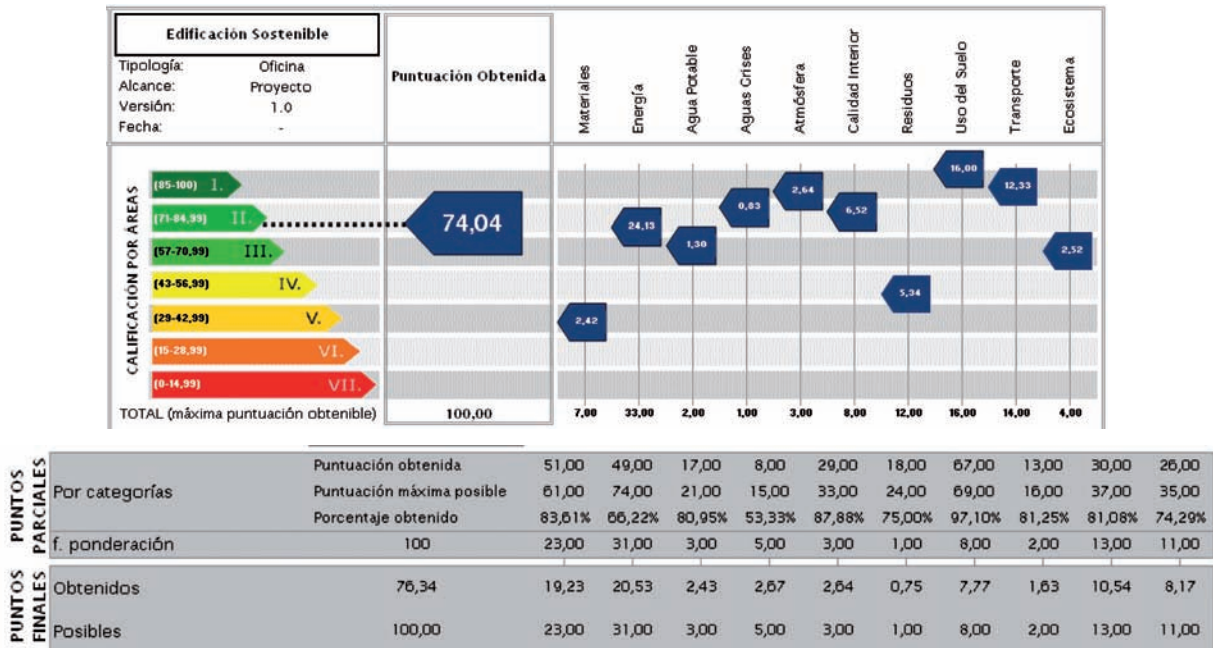 Edificación Sostenible
Tipología: Oficina
Alcance: Proyecto
Versión: 1.0
Fecha: -
Puntuación Obtenida
Materiales
Energía
Agua Potable
Aguas Grises
Atmósfera
Calidad Interior
Residuos
Uso del Suelo
Transporte
Ecosistema
CALIFICACIÓN POR ÁREAS
(85-100) I.
(71-84,99) II.
(57-70,99) III.
(43-56,99) IV.
(29-42,99) V.
(15-28,99) VI.
(0-14,99) VII.
74,04
2,42
24,13
1,30
0,83
2,64
6,52
5,34
16,00
12,33
2,52
TOTAL (máxima puntuación obtenible) 100,00 7,00 33,00 2,00 1,00 3,00 8,00 12,00 16,00 14,00 4,00
PUNTOS PARCIALES
Por categorías
Puntuación obtenida 51,00 49,00 17,00 8,00 29,00 18,00 67,00 13,00 30,00 26,00
Puntuación máxima posible 61,00 74,00 21,00 15,00 33,00 24,00 69,00 16,00 37,00 35,00
Porcentaje obtenido 83,61% 66,22% 80,95% 53,33% 87,88% 75,00% 97,10% 81,25% 81,08% 74,29%
f. ponderación 100 23,00 31,00 3,00 5,00 3,00 1,00 8,00 2,00 13,00 11,00
PUNTOS FINALES
Obtenidos 76,34 19,23 20,53 2,43 2,67 2,64 0,75 7,77 1,63 10,54 8,17
Posibles 100,00 23,00 31,00 3,00 5,00 3,00 1,00 8,00 2,00 13,00 11,00